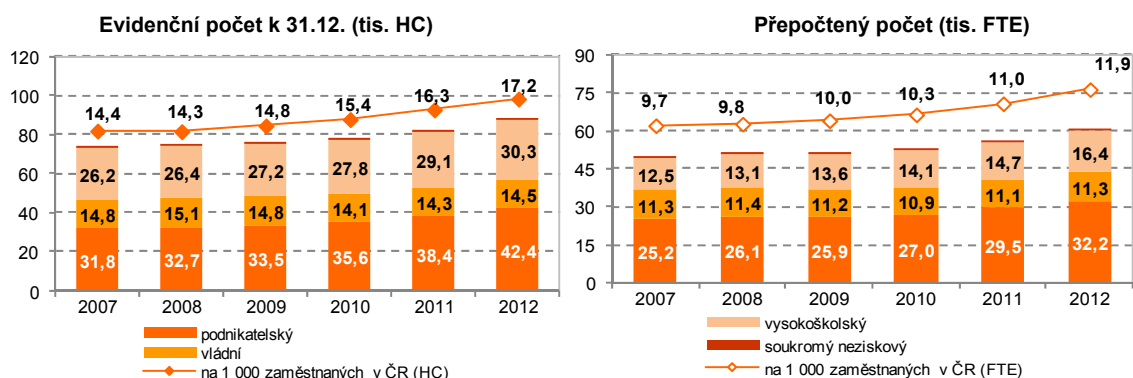 Evidenční počet k 31.12. (tis. HC)
120
100
80
60
40
20
0
14,4 14,3 14,8 15,4 16,3 17,2
26,2 26,4 27,2 27,8 29,1 30,3
14,8 15,1 14,8 14,1 14,3 14,5
31,8 32,7 33,5 35,6 38,4 42,4
2007 2008 2009 2010 2011 2012
podnikatelský
vládní
na 1 000 zaměstnaných v ČR (HC)
Přepočtený počet (tis. FTE)
90
75
60
45
30
15
0
9,7 9,8 10,0 10,3 11,0 11,9
12,5 13,1 13,6 14,1 14,7 16,4
11,3 11,4 11,2 10,9 11,1 11,3
25,2 26,1 25,9 27,0 29,5 32,2
2007 2008 2009 2010 2011 2012
vysokoškolský
soukromý neziskový
na 1 000 zaměstnaných v ČR (FTE)